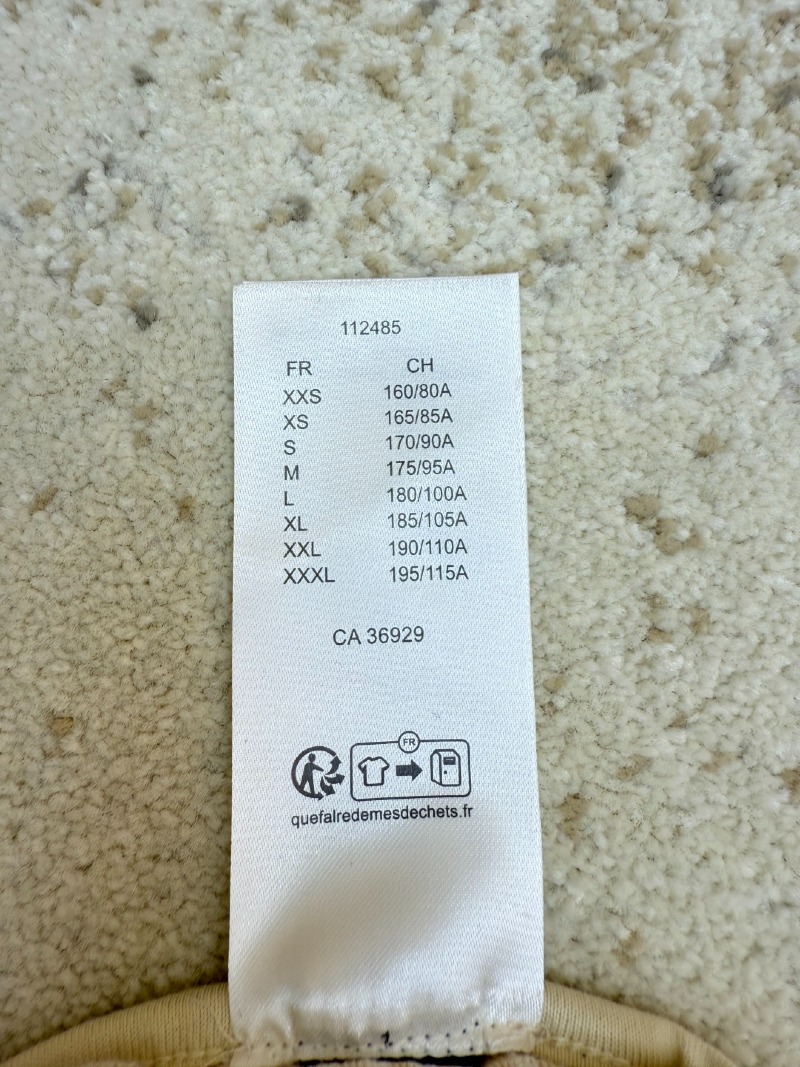 112485
FR CH
XXS 160/80A
XS 165/85A
S 170/90A
M 175/95A
L 180/100A
XL 185/105A
XXL 190/110A
XXXL 195/115A
CA 36929
FR
quefalredemesdechets.fr